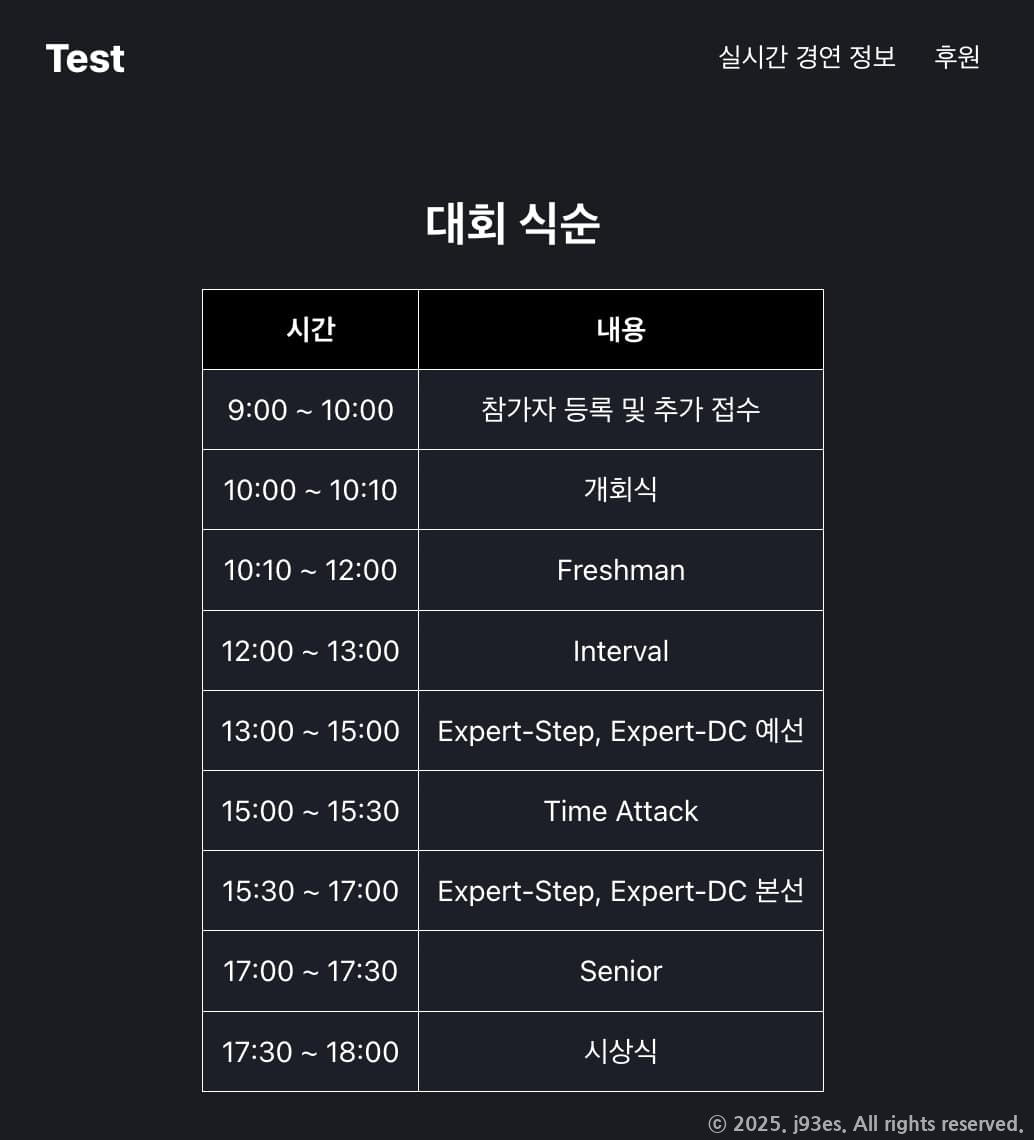 Test
실시간 경연 정보 후원
대회 식순
시간 내용
9:00 ~ 10:00 참가자 등록 및 추가 접수
10:00 ~ 10:10 개회식
10:10 ~ 12:00 Freshman
12:00 ~ 13:00 Interval
13:00 ~ 15:00 Expert-Step, Expert-DC 예선
15:00 ~ 15:30 Time Attack
15:30 ~ 17:00 Expert-Step, Expert-DC 본선
17:00 ~ 17:30 Senior
17:30 ~ 18:00 시상식
© 2025. j93es. All rights reserved.